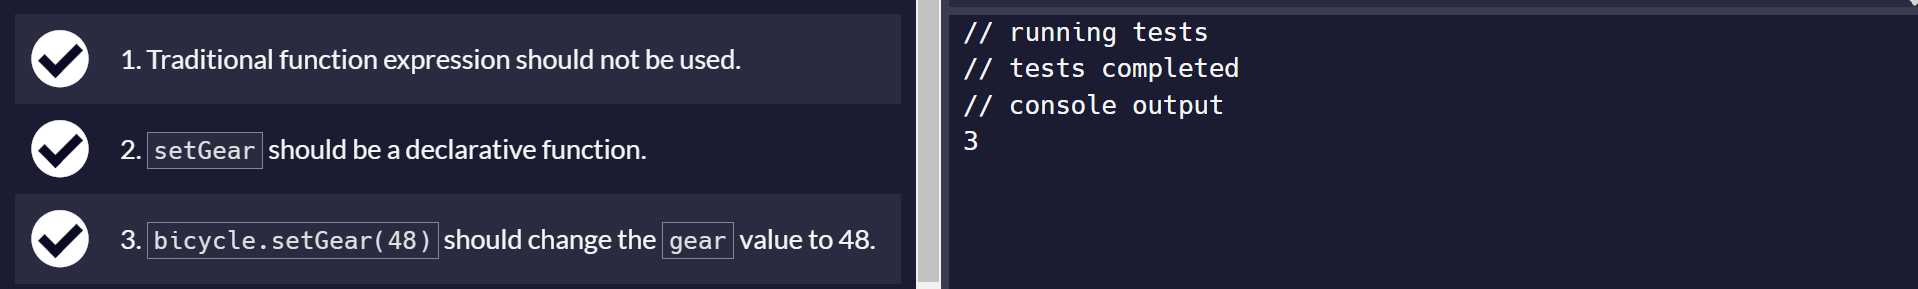 1. Traditional function expression should not be used.
2. setGear should be a declarative function.
3. bicycle.setGear(48) should change the gear value to 48.
// running tests
// tests completed
// console output
3